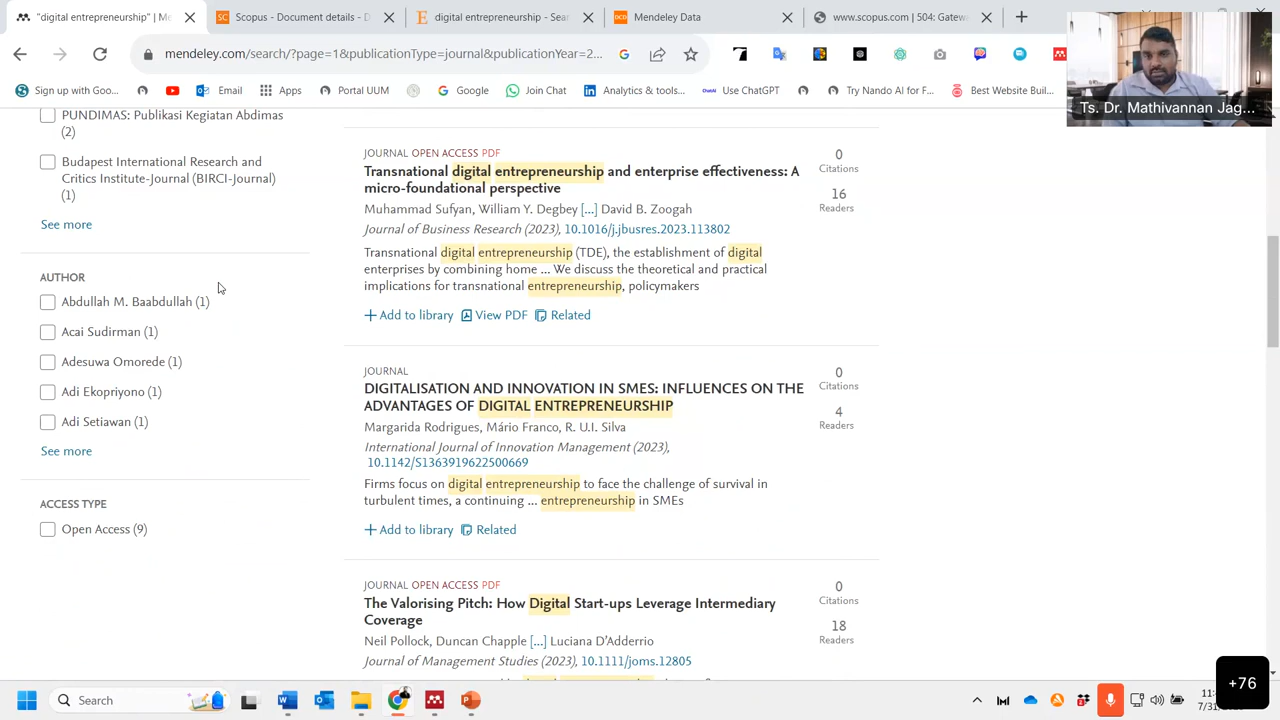 "digital entrepreneurship" | Me
Scopus - Document details - D
digital entrepreneurship - Sea
Mendeley Data
www.scopus.com | 504: Gatew
mendeley.com/search/?page=1&publicationType=journal&publicationYear=2...
Sign up with Goo...
Email
Apps
Portal UUM
Google
Join Chat
Analytics & tools...
Use ChatGPT
Try Nando AI for F...
Best Website Buil...
Ts. Dr. Mathivannan Jag...
PUNDIMAS: Publikasi Kegiatan Abdimas
(2)
Budapest International Research and
Critics Institute-Journal (BIRCI-Journal)
(1)
See more
AUTHOR
Abdullah M. Baabdullah (1)
Acai Sudirman (1)
Adesuwa Omorede (1)
Adi Ekopriyono (1)
Adi Setiawan (1)
See more
ACCESS TYPE
Open Access (9)
JOURNAL OPEN ACCESS PDF
Transnational digital entrepreneurship and enterprise effectiveness: A
micro-foundational perspective
Muhammad Sufyan, William Y. Degbey [...] David B. Zoogah
Journal of Business Research (2023), 10.1016/j.jbusres.2023.113802
Transnational digital entrepreneurship (TDE), the establishment of digital
enterprises by combining home ... We discuss the theoretical and practical
implications for transnational entrepreneurship, policymakers
+ Add to library View PDF Related
0
Citations
16
Readers
JOURNAL
DIGITALISATION AND INNOVATION IN SMES: INFLUENCES ON THE
ADVANTAGES OF DIGITAL ENTREPRENEURSHIP
Margarida Rodrigues, Mário Franco, R. U.I. Silva
International Journal of Innovation Management (2023),
10.1142/S1363919622500669
Firms focus on digital entrepreneurship to face the challenge of survival in
turbulent times, a continuing ... entrepreneurship in SMEs
+ Add to library Related
0
Citations
4
Readers
JOURNAL OPEN ACCESS PDF
The Valorising Pitch: How Digital Start-ups Leverage Intermediary
Coverage
Neil Pollock, Duncan Chapple [...] Luciana D'Adderrio
Journal of Management Studies (2023), 10.1111/joms.12805
0
Citations
18
Readers
Search
+76
11:
7/31/2